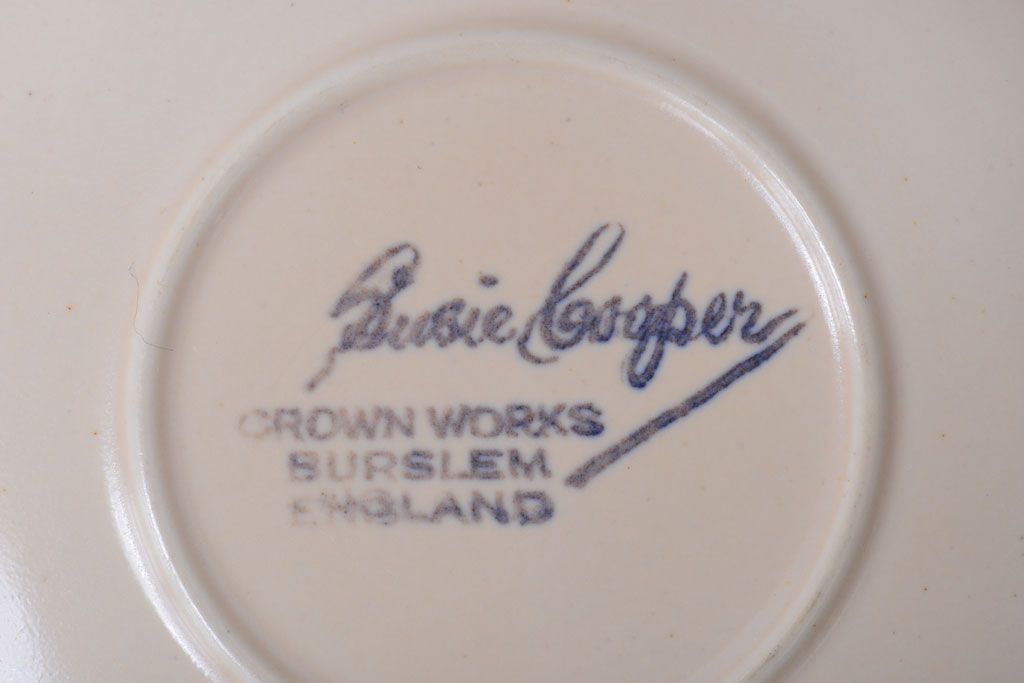 Susie Cooper
CROWN WORKS
BURSLEM
ENGLAND